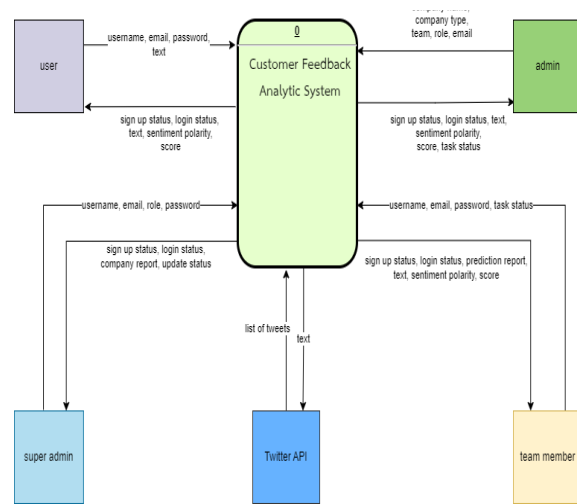 company type,
team, role, email
username, email, password,
text
0
user
Customer Feedback
Analytic System
admin
sign up status, login status,
text, sentiment polarity,
score
sign up status, login status, text,
sentiment polarity,
score, task status
username, email, role, password
username, email, password, task status
sign up status, login status,
company report, update status
sign up status, login status, prediction report,
text, sentiment polarity, score
list of tweets
text
super admin
Twitter API
team member